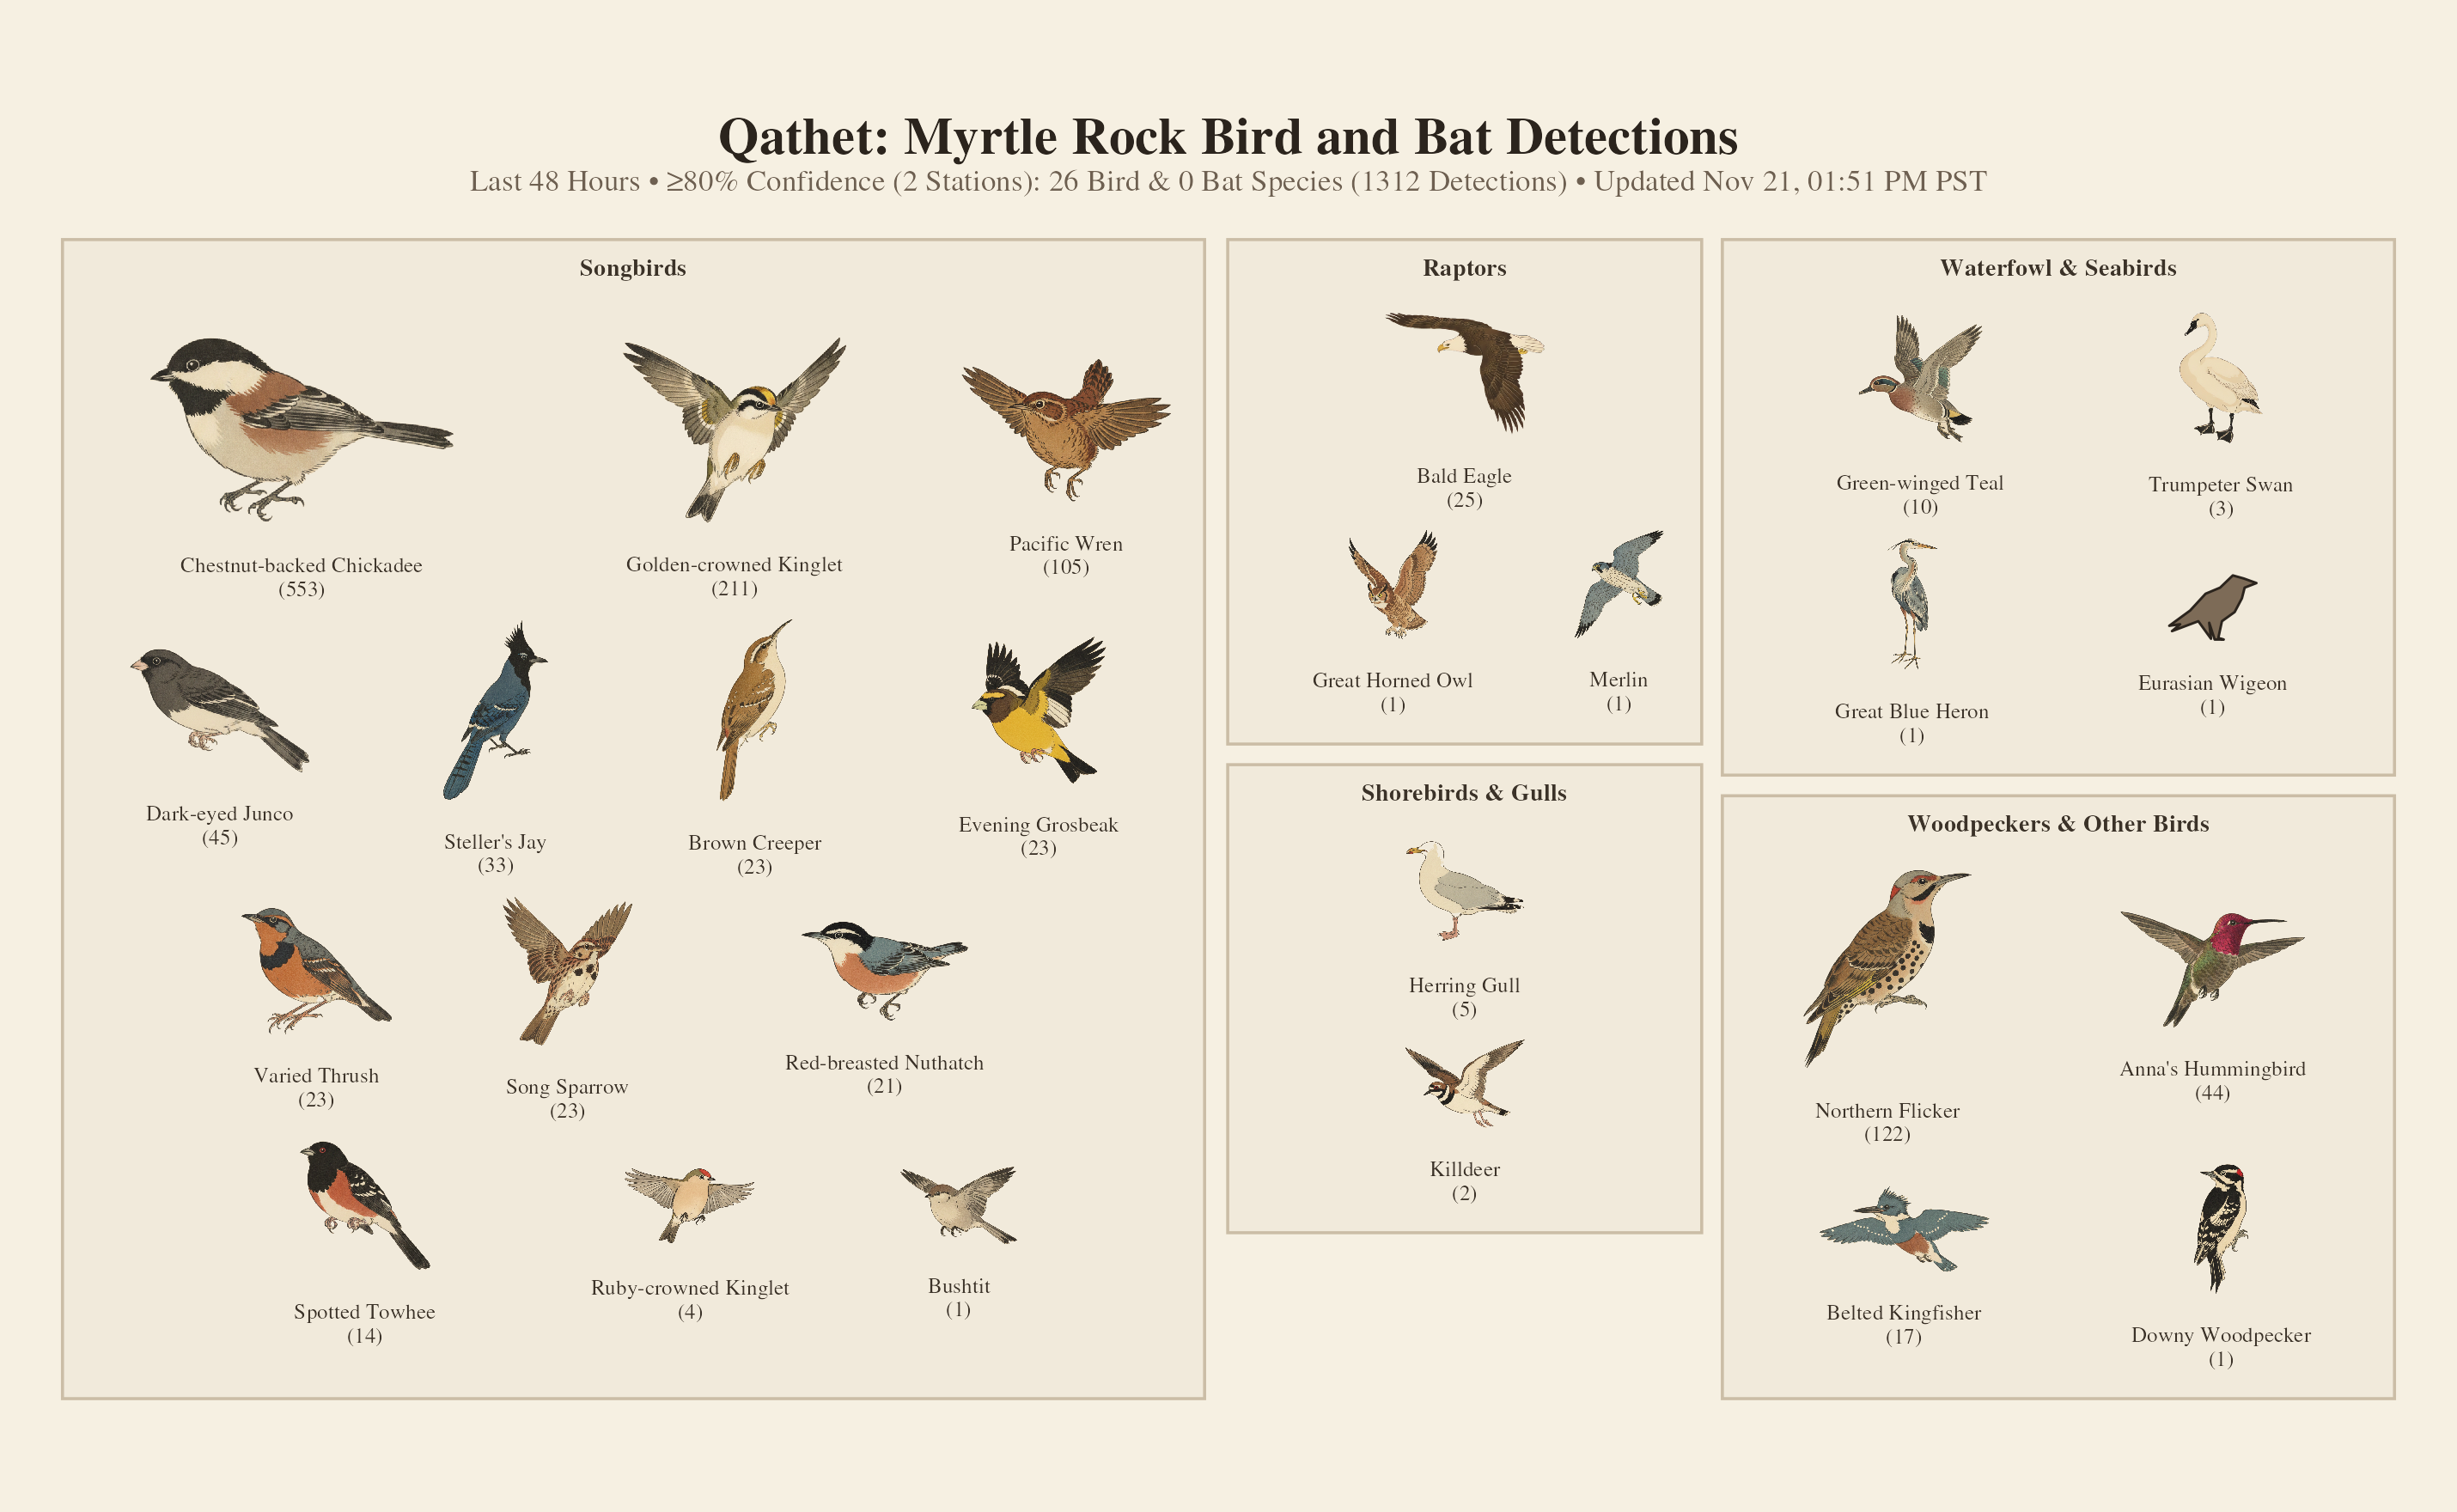 Qathet: Myrtle Rock Bird and Bat Detections
Last 48 Hours • ≥80% Confidence (2 Stations): 26 Bird & 0 Bat Species (1312 Detections) • Updated Nov 21, 01:51 PM PST
Songbirds
Chestnut-backed Chickadee
(553)
Golden-crowned Kinglet
(211)
Pacific Wren
(105)
Dark-eyed Junco
(45)
Steller's Jay
(33)
Brown Creeper
(23)
Evening Grosbeak
(23)
Varied Thrush
(23)
Song Sparrow
(23)
Red-breasted Nuthatch
(21)
Spotted Towhee
(14)
Ruby-crowned Kinglet
(4)
Bushtit
(1)
Raptors
Bald Eagle
(25)
Great Horned Owl
(1)
Merlin
(1)
Shorebirds & Gulls
Herring Gull
(5)
Killdeer
(2)
Waterfowl & Seabirds
Green-winged Teal
(10)
Trumpeter Swan
(3)
Great Blue Heron
(1)
Eurasian Wigeon
(1)
Woodpeckers & Other Birds
Northern Flicker
(122)
Anna's Hummingbird
(44)
Belted Kingfisher
(17)
Downy Woodpecker
(1)